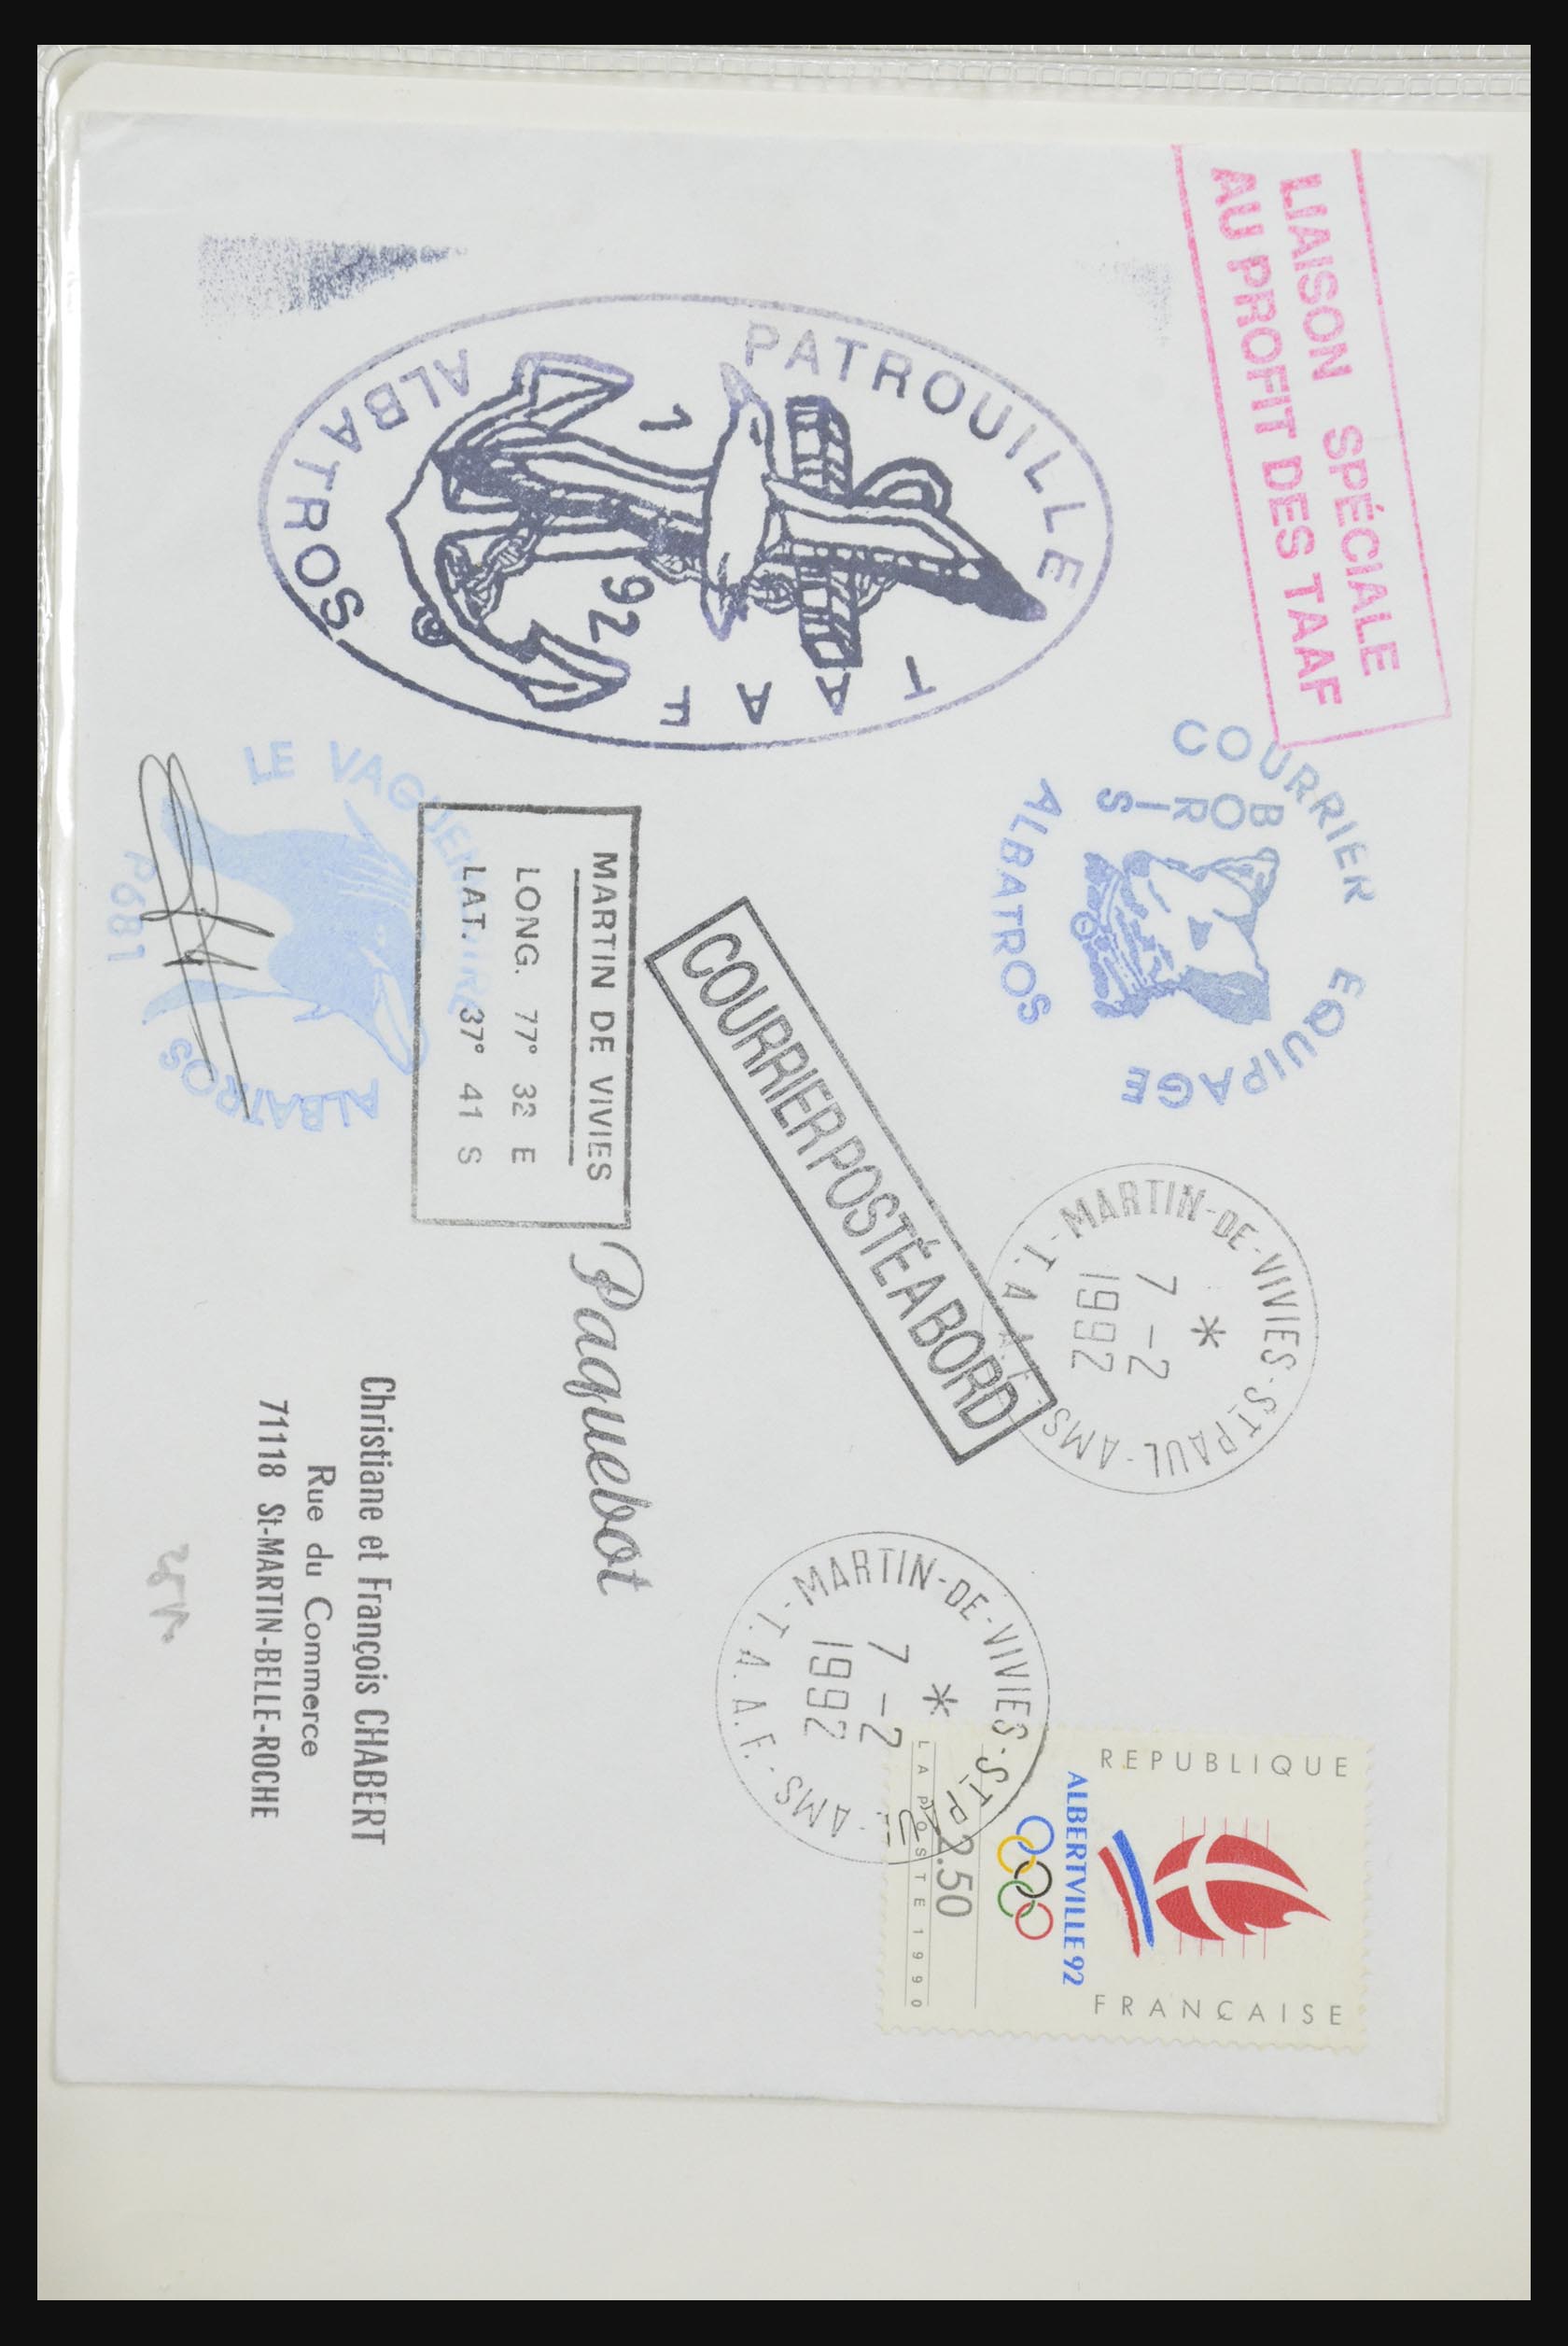 LIAISON SPÉCIALE
AU PROFIT DES TAAF
PATROUILLE
ALBATROS
1
92
T A A F
COURRIER EQUIPAGE
BORIS
ALBATROS
LE VAGUEMESTRE
P681
ALBATROS
MARTIN DE VIVIES
LONG. 77° 32 E
LAT. 37° 41 S
COURRIER POSTÉ A BORD
MARTIN-DE-VIVIES-ST PAUL-AMS
T.A.A.F.
*
7 -2
1992
Paquebot
MARTIN-DE-VIVIES-ST P
AMS
T.A.A.F.
*
7 -2
1992
REPUBLIQUE FRANÇAISE
ALBERTVILLE 92
2.50
LA POSTE 1990
Christiane et François CHABERT
Rue du Commerce
71118 St-MARTIN-BELLE-ROCHE